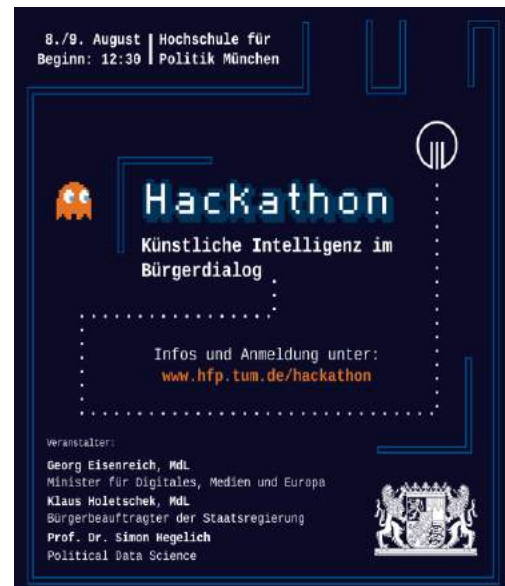 8./9. August
Beginn: 12:30
Hochschule für
Politik München
Hackathon
Künstliche Intelligenz im
Bürgerdialog
Infos und Anmeldung unter:
www.hfp.tum.de/hackathon
Veranstalter:
Georg Eisenreich, MdL
Minister für Digitales, Medien und Europa
Klaus Holetschek, MdL
Bürgerbeauftragter der Staatsregierung
Prof. Dr. Simon Hegelich
Political Data Science